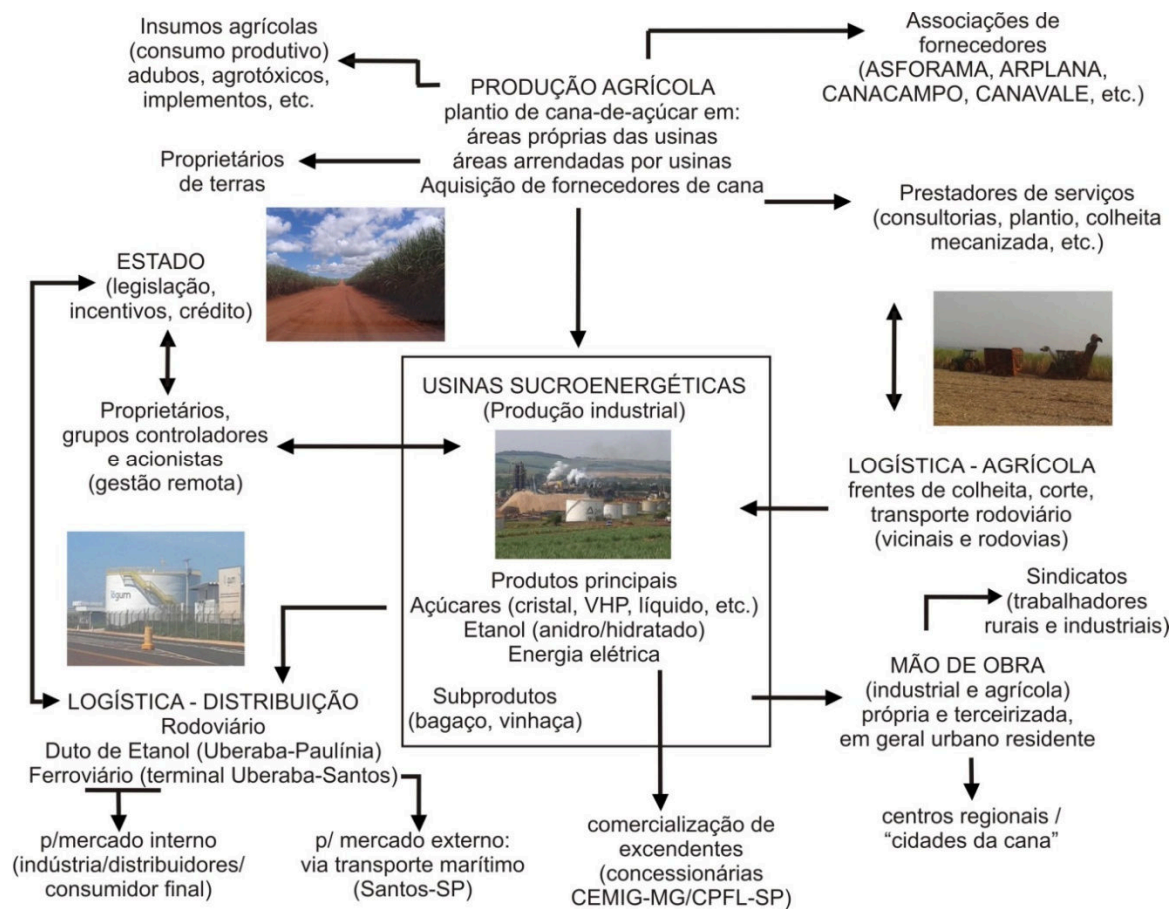 Insumos agrícolas
(consumo produtivo)
adubos, agrotóxicos,
implementos, etc.
Associações de
fornecedores
(ASFORAMA, ARPLANA,
CANACAMPO, CANAVALE, etc.)
PRODUÇÃO AGRÍCOLA
plantio de cana-de-açúcar em:
áreas próprias das usinas
áreas arrendadas por usinas
Aquisição de fornecedores de cana
Proprietários
de terras
Prestadores de serviços
(consultorias, plantio, colheita
mecanizada, etc.)
ESTADO
(legislação,
incentivos, crédito)
Proprietários,
grupos controladores
e acionistas
(gestão remota)
USINAS SUCROENERGÉTICAS
(Produção industrial)
LOGÍSTICA - AGRÍCOLA
frentes de colheita, corte,
transporte rodoviário
(vicinais e rodovias)
logum
Produtos principais
Açúcares (cristal, VHP, líquido, etc.)
Etanol (anidro/hidratado)
Energia elétrica
Subprodutos
(bagaço, vinhaça)
Sindicatos
(trabalhadores
rurais e industriais)
MÃO DE OBRA
(industrial e agrícola)
própria e terceirizada,
em geral urbano residente
LOGÍSTICA - DISTRIBUIÇÃO
Rodoviário
Duto de Etanol (Uberaba-Paulínia)
Ferroviário (terminal Uberaba-Santos)
p/mercado interno
(indústria/distribuidores/
consumidor final)
p/ mercado externo:
via transporte marítimo
(Santos-SP)
comercialização de
excendentes
(concessionárias
CEMIG-MG/CPFL-SP)
centros regionais /
“cidades da cana”